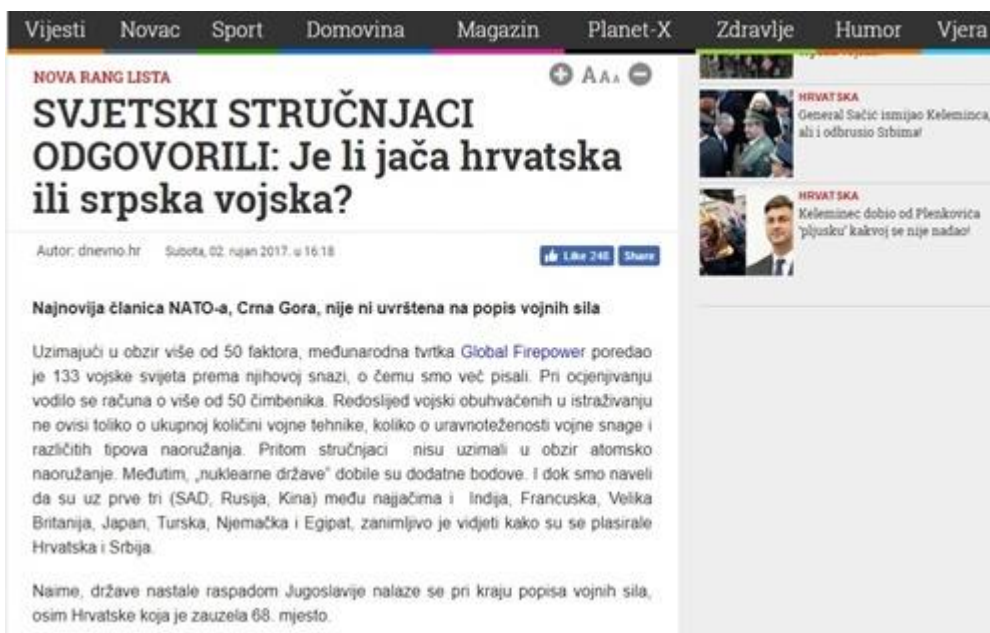 Vijesti Novac Sport Domovina Magazin Planet-X Zdravlje Humor Vjera
NOVA RANG LISTA
SVJETSKI STRUČNJACI
ODGOVORILI: Je li jača hrvatska
ili srpska vojska?
Autor: dnevno.hr Subota, 02. rujan 2017. u 16:18
Like 248 Share
Najnovija članica NATO-a, Crna Gora, nije ni uvrštena na popis vojnih sila
Uzimajući u obzir više od 50 faktora, međunarodna tvrtka Global Firepower poredao
je 133 vojske svijeta prema njihovoj snazi, o čemu smo već pisali. Pri ocjenjivanju
vodilo se računa o više od 50 čimbenika. Redoslijed vojski obuhvaćenih u istraživanju
ne ovisi toliko o ukupnoj količini vojne tehnike, koliko o uravnoteženosti vojne snage i
različitih tipova naoružanja. Pritom stručnjaci nisu uzimali u obzir atomsko
naoružanje. Međutim, „nuklearne države" dobile su dodatne bodove. I dok smo naveli
da su uz prve tri (SAD, Rusija, Kina) među najjačima i Indija, Francuska, Velika
Britanija, Japan, Turska, Njemačka i Egipat, zanimljivo je vidjeti kako su se plasirale
Hrvatska i Srbija.
Naime, države nastale raspadom Jugoslavije nalaze se pri kraju popisa vojnih sila,
osim Hrvatske koja je zauzela 68. mjesto.
HRVATSKA
General Sačić ismijao Keleminca,
ali i odbrusio Srbima!
HRVATSKA
Keleminec dobio od Plenkovića
'pljusku' kakvoj se nije nadao!